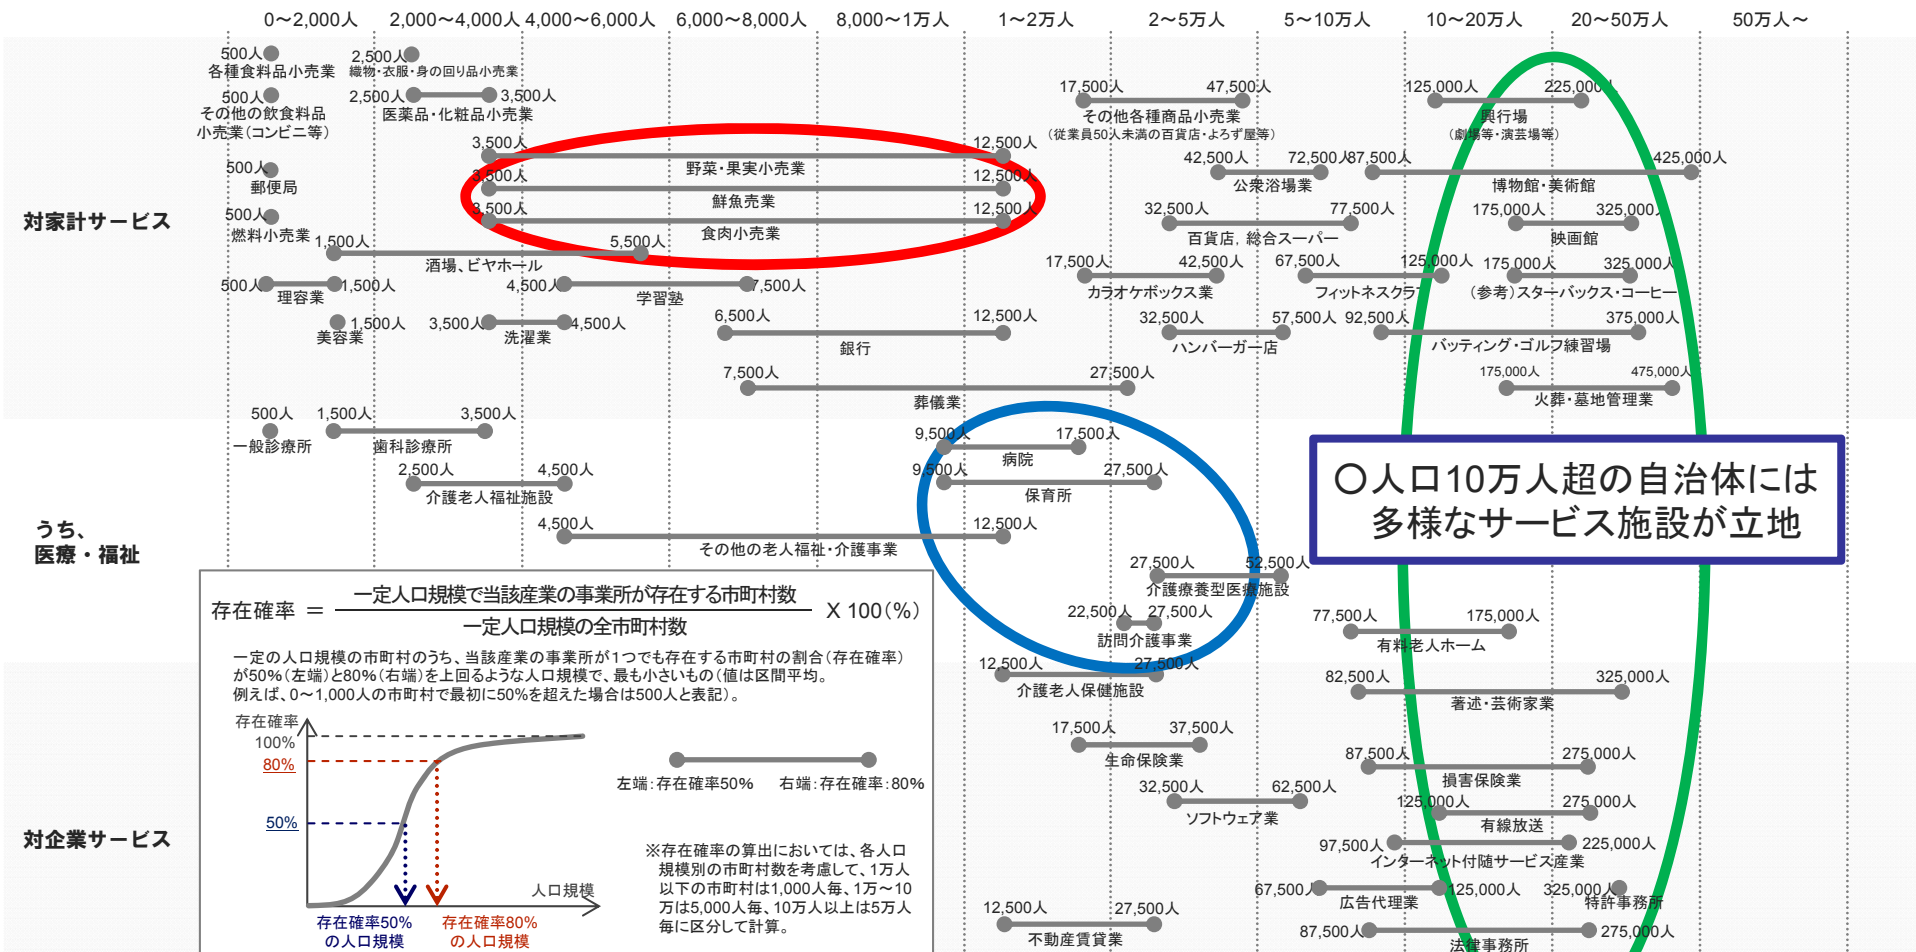 0～2,000人
2,000～4,000人
4,000～6,000人
6,000～8,000人
8,000～1万人
1～2万人
2～5万人
5～10万人
10～20万人
20～50万人
50万人～
対家計サービス
500人
各種食料品小売業
2,500人
織物・衣服・身の回り品小売業
500人
その他の飲食料品
小売業（コンビニ等）
2,500人 3,500人
医薬品・化粧品小売業
17,500人 47,500人
その他各種商品小売業
（従業員50人未満の百貨店・よろず屋等）
125,000人 225,000人
興行場
（劇場等・演芸場等）
3,500人 12,500人
野菜・果実小売業
500人
郵便局
3,500人 12,500人
鮮魚売業
42,500人 72,500人
公衆浴場業
87,500人 425,000人
博物館・美術館
500人
燃料小売業
3,500人 12,500人
食肉小売業
32,500人 77,500人
百貨店，総合スーパー
175,000人 325,000人
映画館
1,500人 5,500人
酒場、ビヤホール
500人 1,500人
理容業
4,500人 7,500人
学習塾
17,500人 42,500人
カラオケボックス業
67,500人 125,000人
フィットネスクラブ
175,000人 325,000人
（参考）スターバックス・コーヒー
1,500人
美容業
3,500人 4,500人
洗濯業
6,500人 12,500人
銀行
32,500人 57,500人
ハンバーガー店
92,500人 375,000人
バッティング・ゴルフ練習場
7,500人 27,500人
葬儀業
175,000人 475,000人
火葬・墓地管理業
うち、
医療・福祉
500人
一般診療所
1,500人 3,500人
歯科診療所
9,500人 17,500人
病院
2,500人 4,500人
介護老人福祉施設
9,500人 27,500人
保育所
〇人口10万人超の自治体には
多様なサービス施設が立地
4,500人 12,500人
その他の老人福祉・介護事業
27,500人 52,500人
介護療養型医療施設
22,500人 27,500人
訪問介護事業
77,500人 175,000人
有料老人ホーム
12,500人 27,500人
介護老人保健施設
対企業サービス
82,500人 325,000人
著述・芸術家業
17,500人 37,500人
生命保険業
87,500人 275,000人
損害保険業
32,500人 62,500人
ソフトウェア業
125,000人 275,000人
有線放送
97,500人 225,000人
インターネット付随サービス産業
67,500人 125,000人
広告代理業
325,000人
特許事務所
12,500人 27,500人
不動産賃貸業
87,500人 275,000人
法律事務所
存在確率 ＝ 一定人口規模で当該産業の事業所が存在する市町村数 X 100（%）
一定人口規模の全市町村数
一定の人口規模の市町村のうち、当該産業の事業所が1つでも存在する市町村の割合（存在確率）
が50%（左端）と80%（右端）を上回るような人口規模で、最も小さいもの（値は区間平均。
例えば、0～1,000人の市町村で最初に50%を超えた場合は500人と表記）。
存在確率
100%
80%
50%
人口規模
存在確率50%
の人口規模
存在確率80%
の人口規模
左端：存在確率50% 右端：存在確率：80%
※存在確率の算出においては、各人口
規模別の市町村数を考慮して、1万人
以下の市町村は1,000人毎、1万～10
万は5,000人毎、10万人以上は5万人
毎に区分して計算。